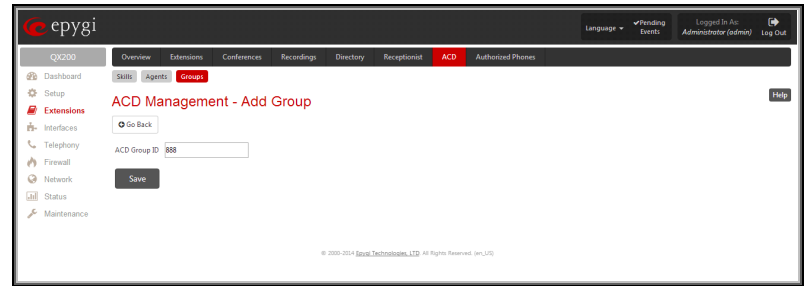 epygi
Language
Pending Events
Logged In As:
Administrator (admin)
Log Out
QX200
Overview Extensions Conferences Recordings Directory Receptionist ACD Authorized Phones
Dashboard
Setup
Extensions
Interfaces
Telephony
Firewall
Network
Status
Maintenance
Skills Agents Groups
ACD Management - Add Group
Help
Go Back
ACD Group ID 888
Save
© 2000-2014 Epygi Technologies, LTD. All Rights Reserved. (en_US)